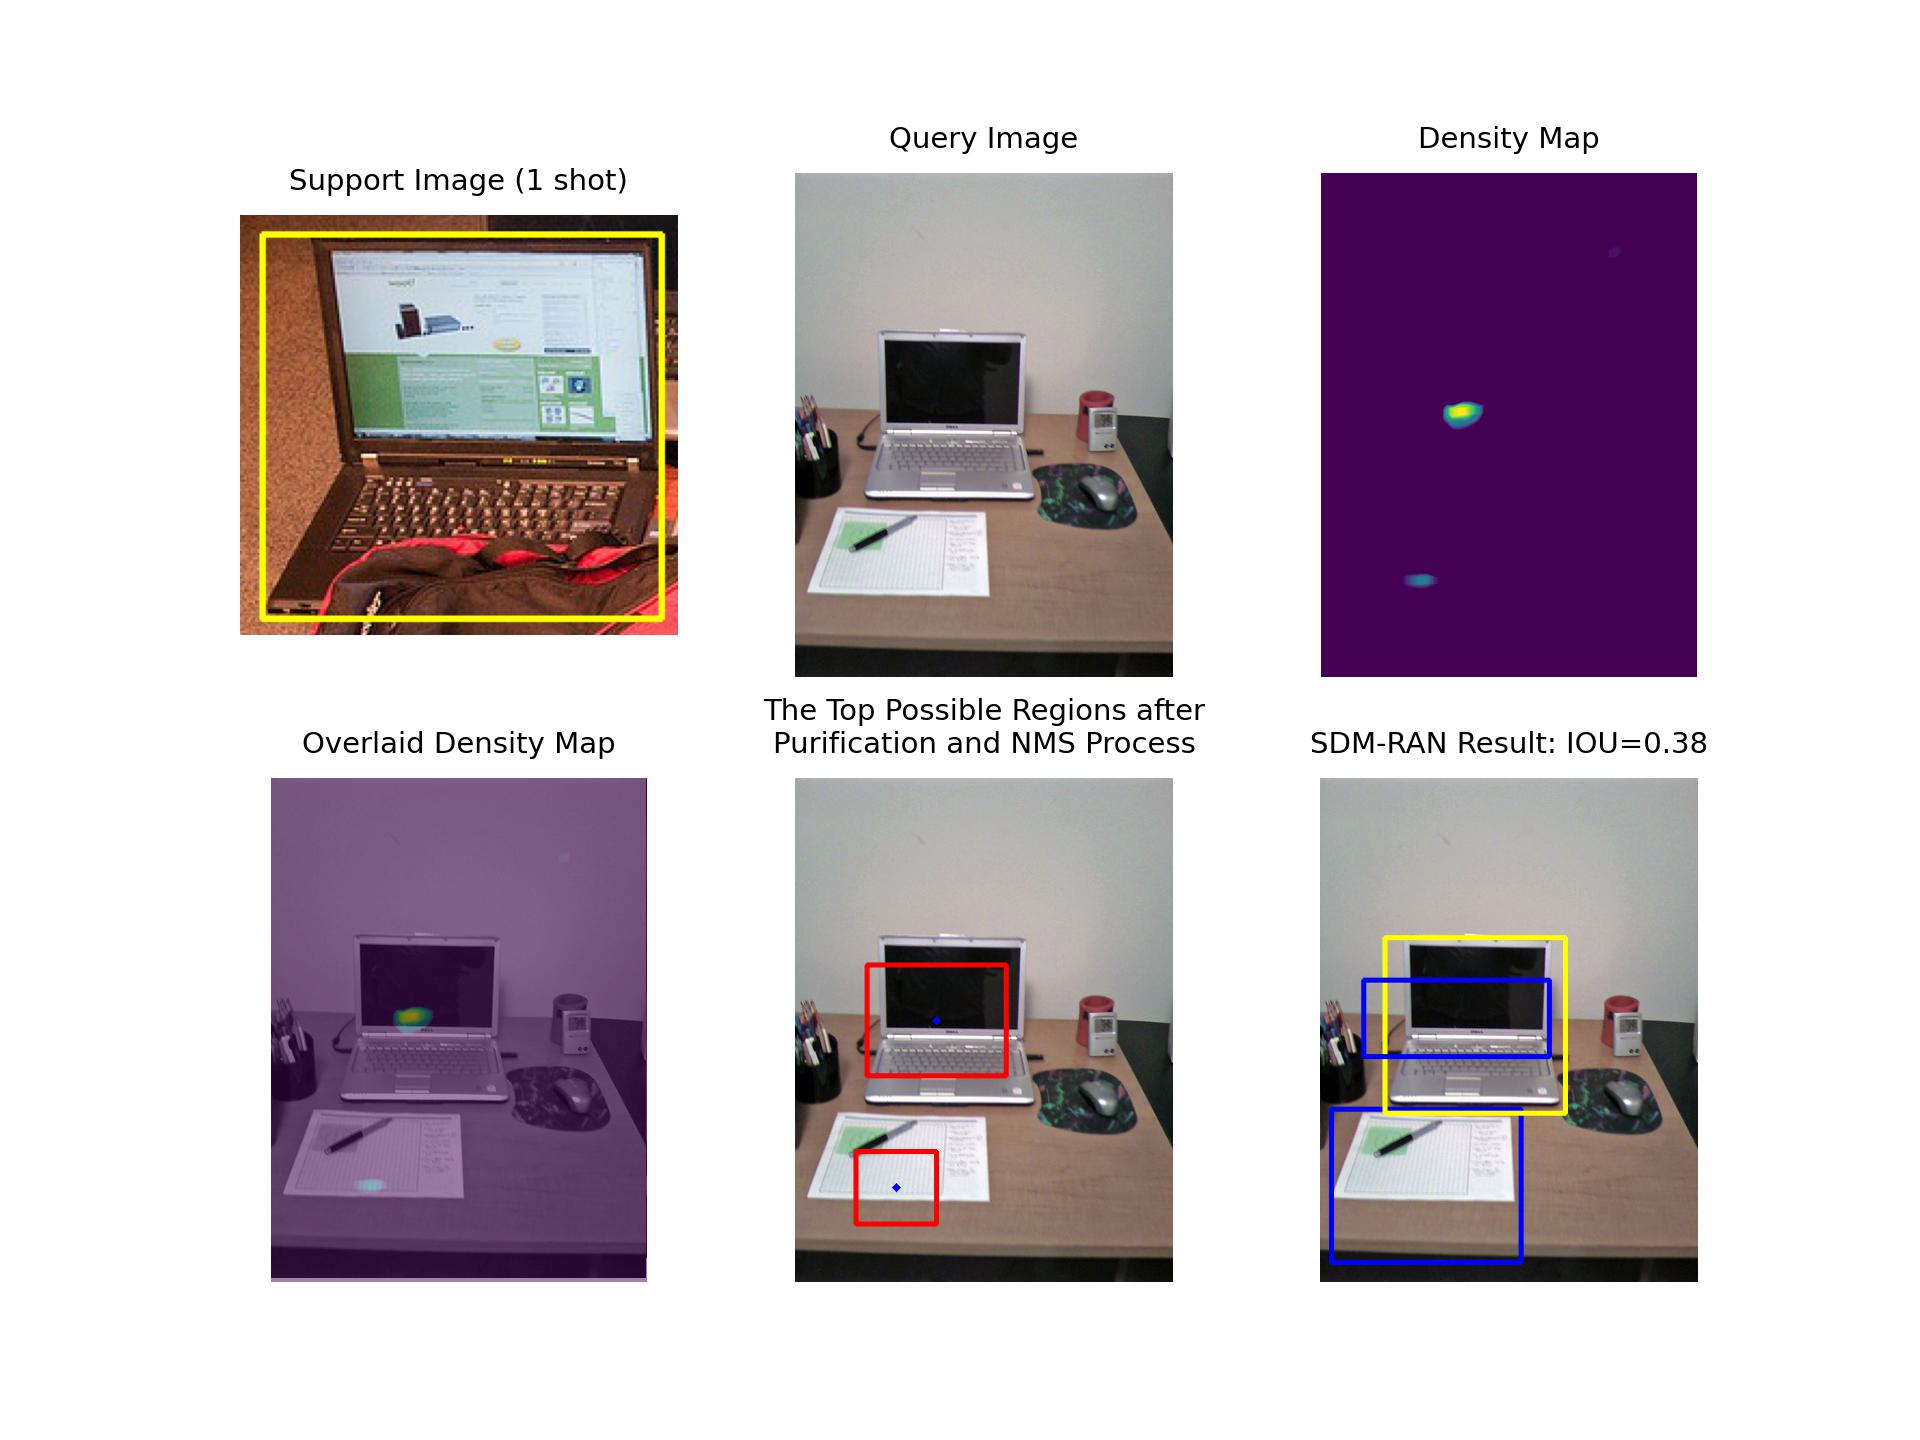 Query Image
Density Map
Support Image (1 shot)
woot!
The Top Possible Regions after
Purification and NMS Process
Overlaid Density Map
SDM-RAN Result: IOU=0.38